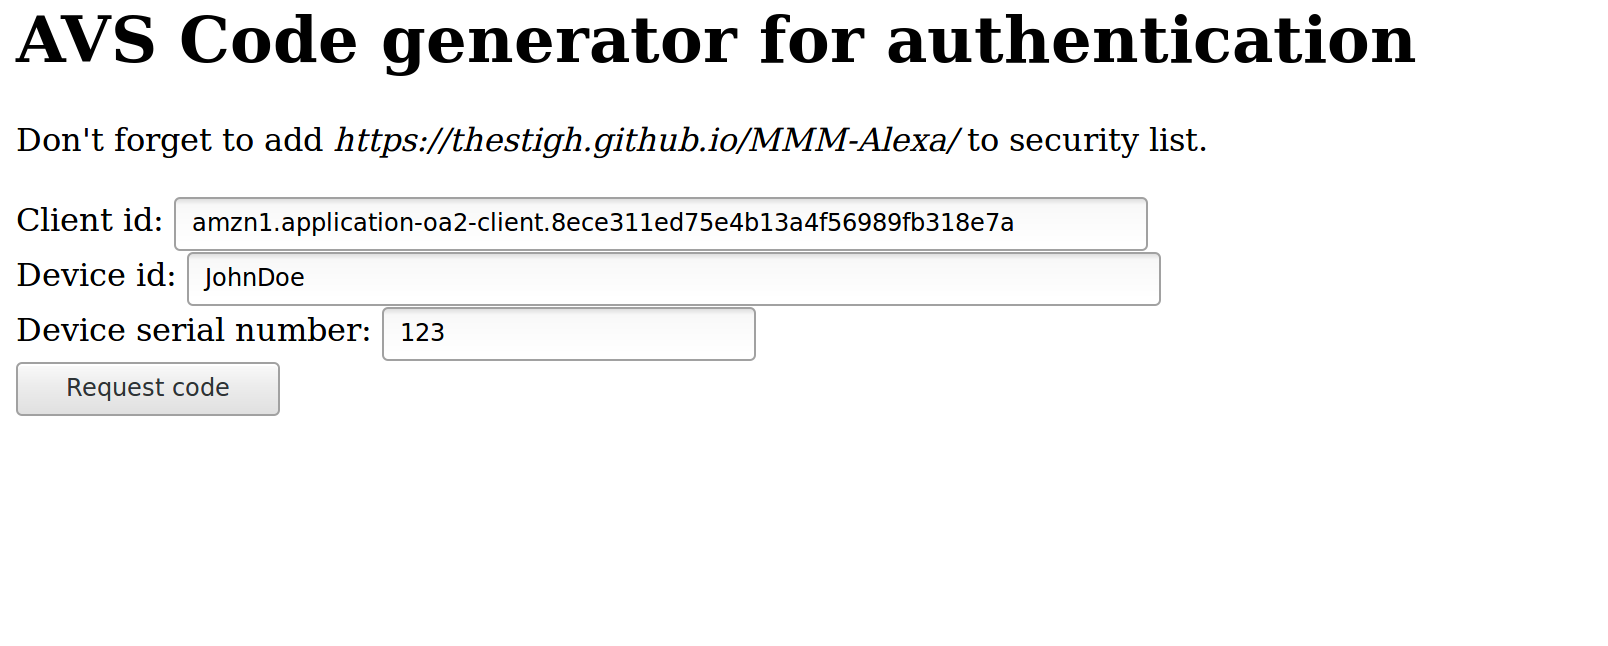 AVS Code generator for authentication
Don't forget to add https://thestigh.github.io/MMM-Alexa/ to security list.
Client id: amzn1.application-oa2-client.8ece311ed75e4b13a4f56989fb318e7a
Device id: JohnDoe
Device serial number: 123
Request code